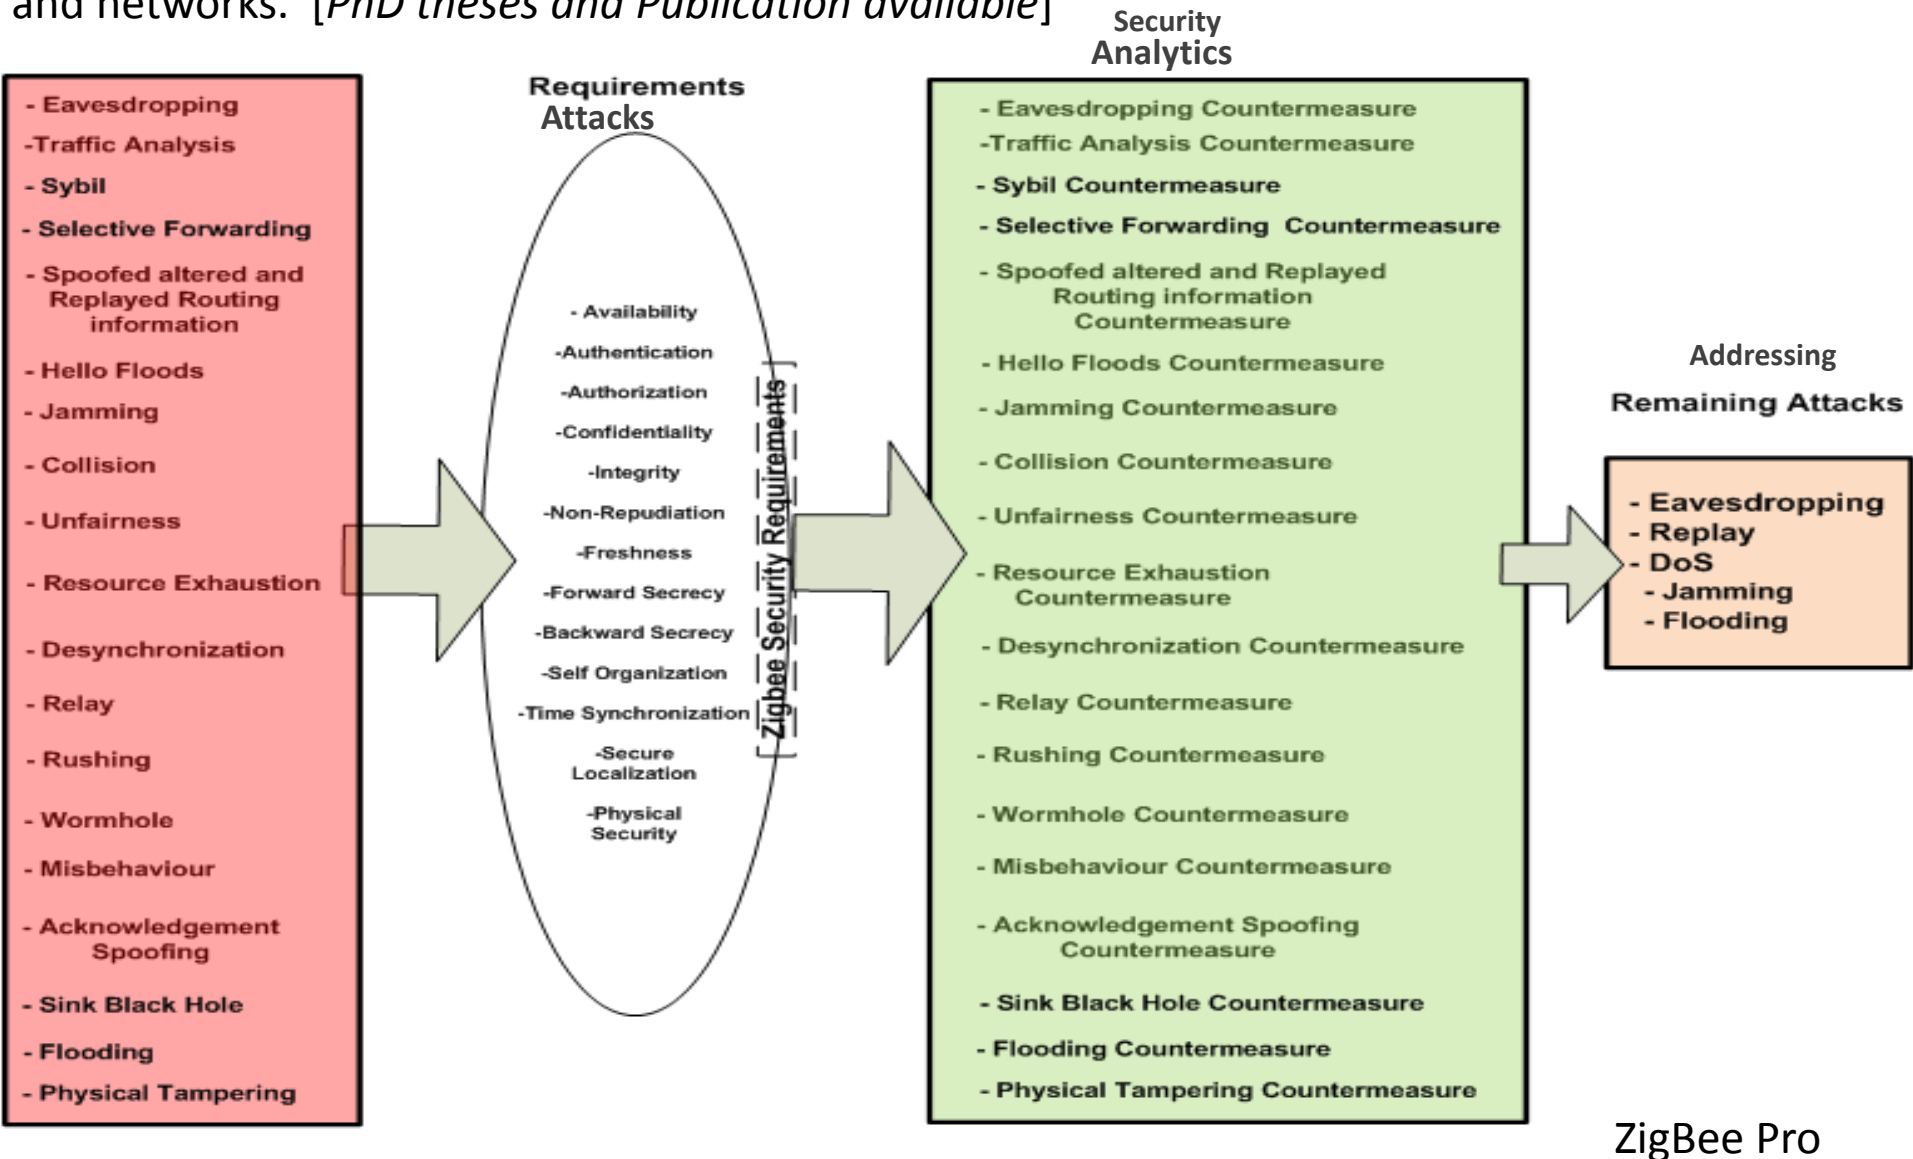 and networks. [PhD theses and Publication available]
- Eavesdropping
-Traffic Analysis
- Sybil
- Selective Forwarding
- Spoofed altered and
Replayed Routing
information
- Hello Floods
- Jamming
- Collision
- Unfairness
- Resource Exhaustion
- Desynchronization
- Relay
- Rushing
- Wormhole
- Misbehaviour
- Acknowledgement
Spoofing
- Sink Black Hole
- Flooding
- Physical Tampering
Requirements
Attacks
- Availability
-Authentication
-Authorization
-Confidentiality
-Integrity
-Non-Repudiation
-Freshness
-Forward Secrecy
-Backward Secrecy
-Self Organization
-Time Synchronization
-Secure
Localization
-Physical
Security
Zigbee Security Requirements
Security
Analytics
- Eavesdropping Countermeasure
-Traffic Analysis Countermeasure
- Sybil Countermeasure
- Selective Forwarding Countermeasure
- Spoofed altered and Replayed
Routing information
Countermeasure
- Hello Floods Countermeasure
- Jamming Countermeasure
- Collision Countermeasure
- Unfairness Countermeasure
- Resource Exhaustion
Countermeasure
- Desynchronization Countermeasure
- Relay Countermeasure
- Rushing Countermeasure
- Wormhole Countermeasure
- Misbehaviour Countermeasure
- Acknowledgement Spoofing
Countermeasure
- Sink Black Hole Countermeasure
- Flooding Countermeasure
- Physical Tampering Countermeasure
Addressing
Remaining Attacks
- Eavesdropping
- Replay
- DoS
- Jamming
- Flooding
ZigBee Pro